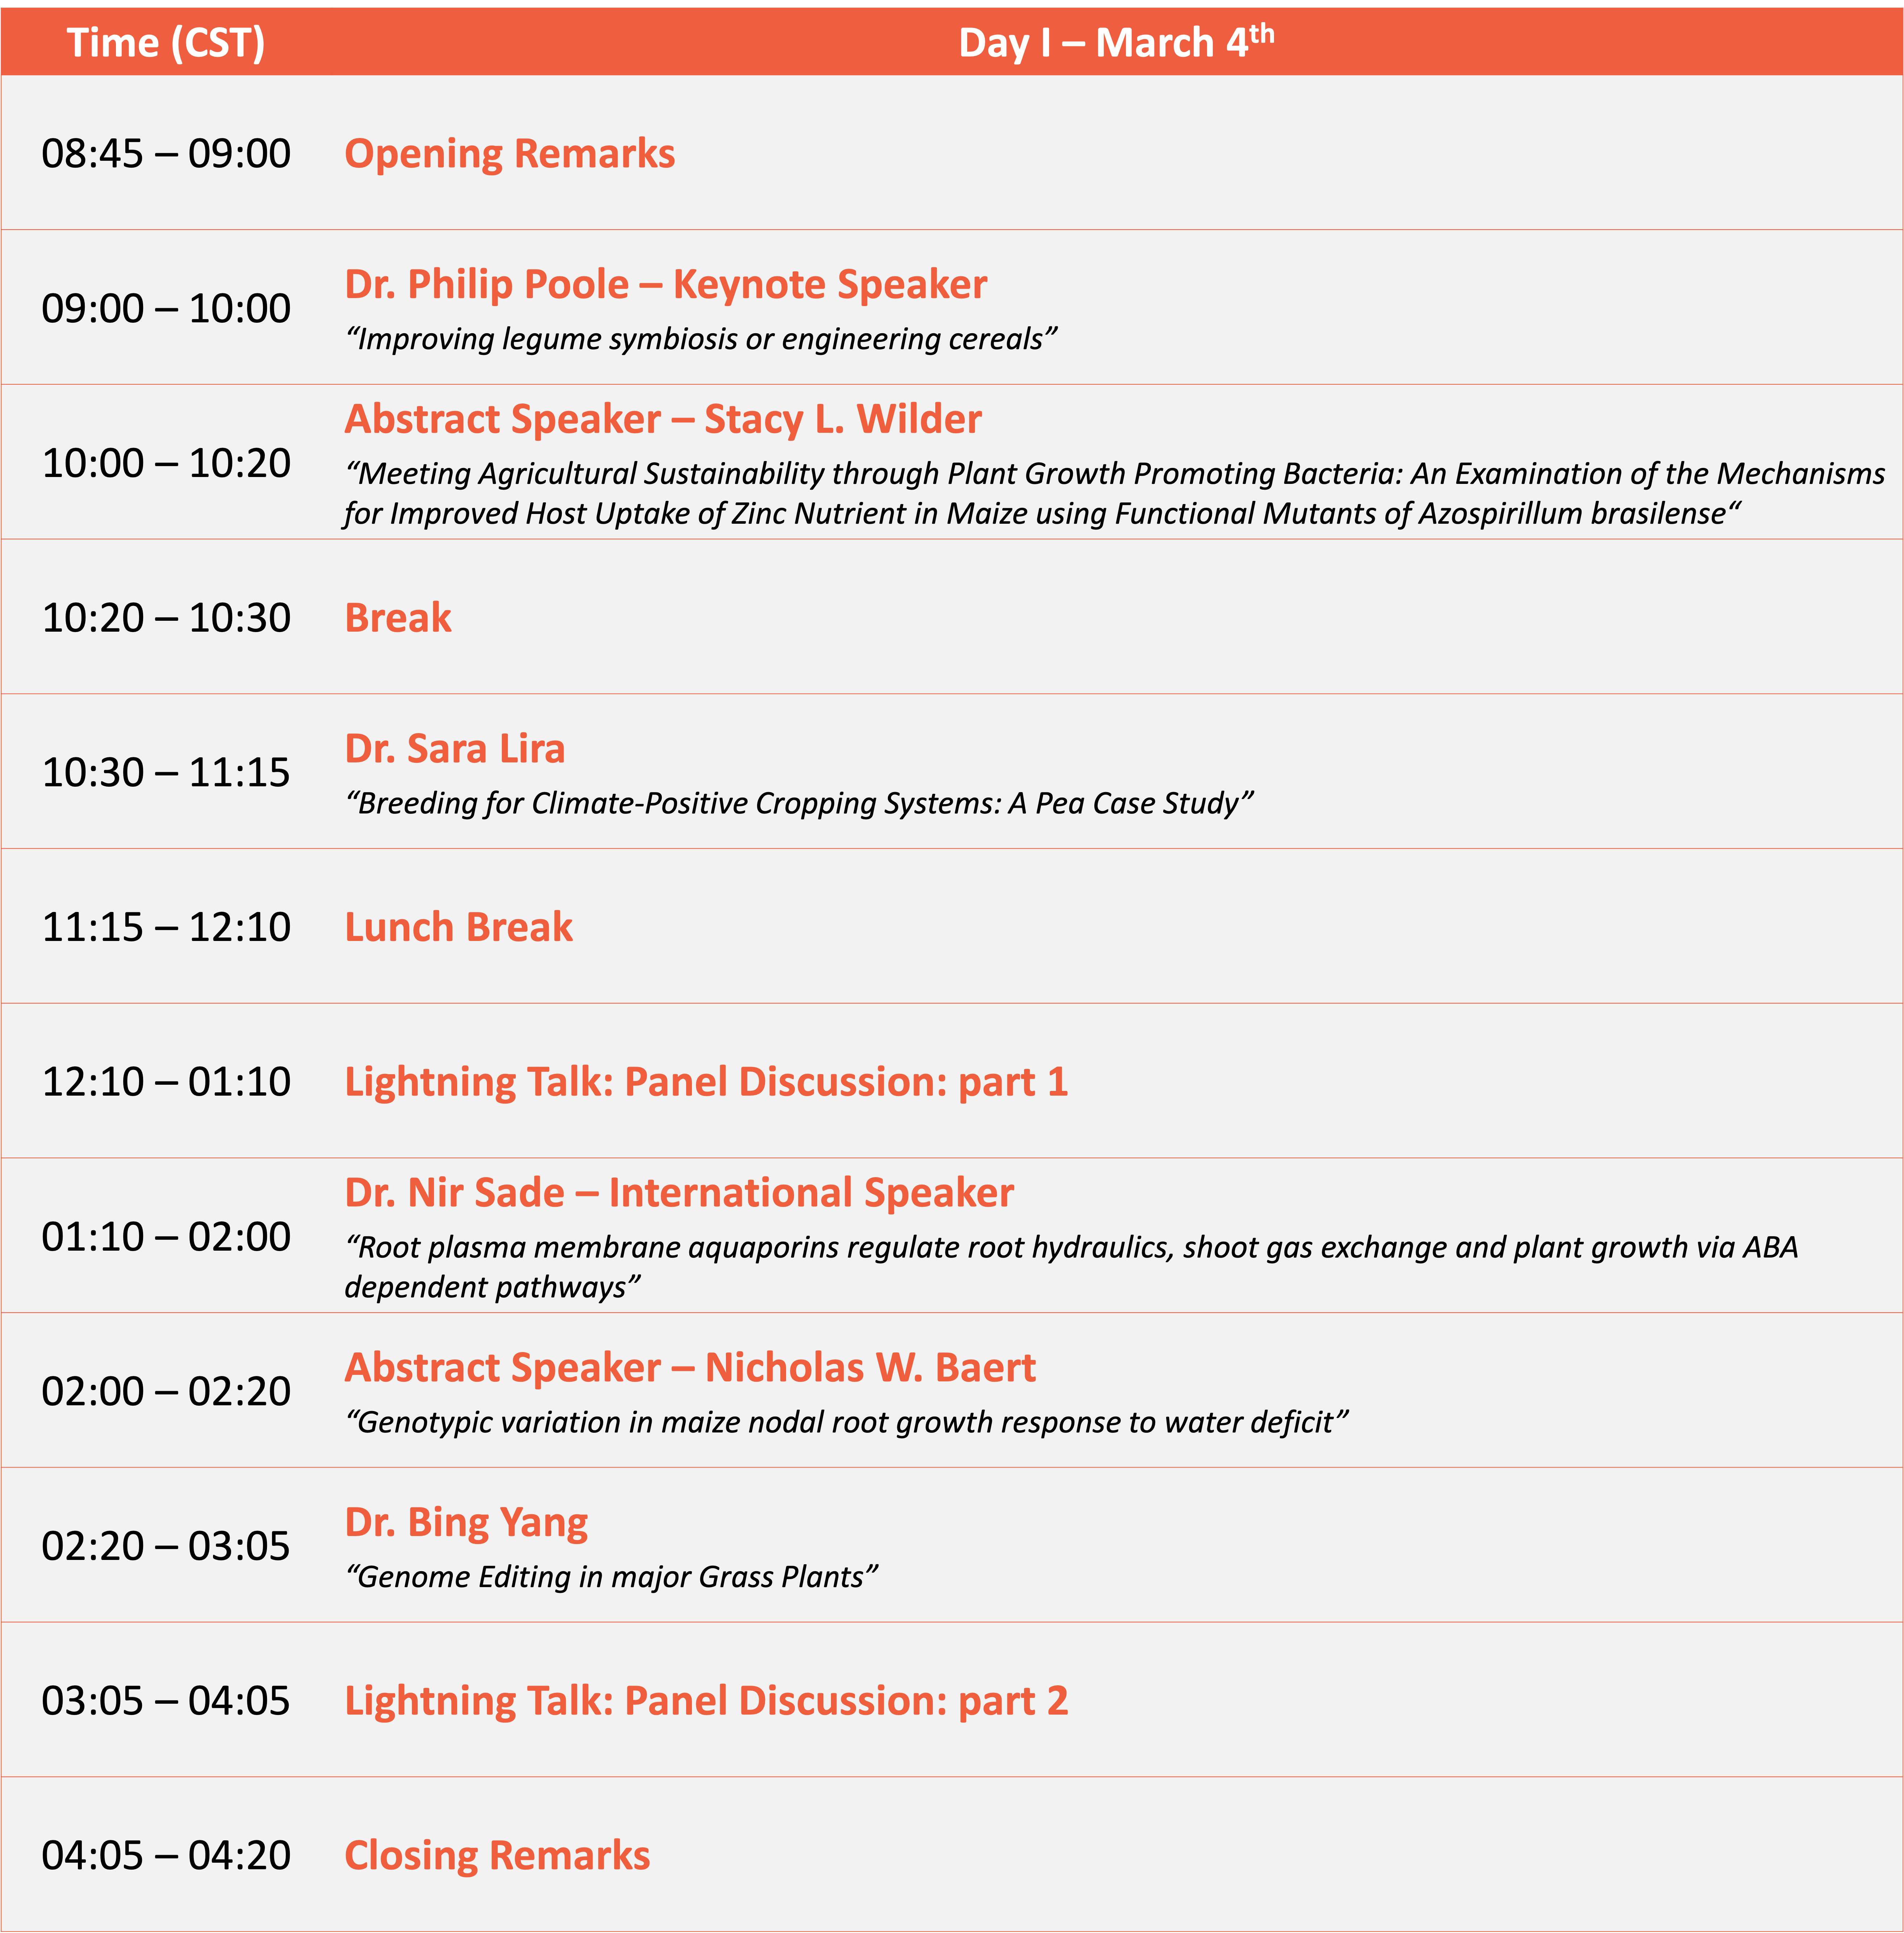 Time (CST) Day I – March 4th
08:45 – 09:00 Opening Remarks
09:00 – 10:00 Dr. Philip Poole – Keynote Speaker
“Improving legume symbiosis or engineering cereals”
10:00 – 10:20 Abstract Speaker – Stacy L. Wilder
“Meeting Agricultural Sustainability through Plant Growth Promoting Bacteria: An Examination of the Mechanisms
for Improved Host Uptake of Zinc Nutrient in Maize using Functional Mutants of Azospirillum brasilense“
10:20 – 10:30 Break
10:30 – 11:15 Dr. Sara Lira
“Breeding for Climate-Positive Cropping Systems: A Pea Case Study”
11:15 – 12:10 Lunch Break
12:10 – 01:10 Lightning Talk: Panel Discussion: part 1
01:10 – 02:00 Dr. Nir Sade – International Speaker
“Root plasma membrane aquaporins regulate root hydraulics, shoot gas exchange and plant growth via ABA
dependent pathways”
02:00 – 02:20 Abstract Speaker – Nicholas W. Baert
“Genotypic variation in maize nodal root growth response to water deficit”
02:20 – 03:05 Dr. Bing Yang
“Genome Editing in major Grass Plants”
03:05 – 04:05 Lightning Talk: Panel Discussion: part 2
04:05 – 04:20 Closing Remarks